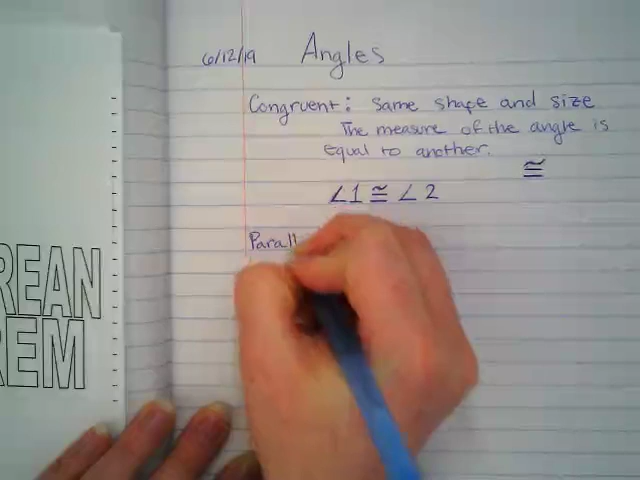 6/12/19 Angles
Congruent: same shape and size
The measure of the angle is
equal to another.
≅
∠1 ≅ ∠2
Parall
REAN
REM